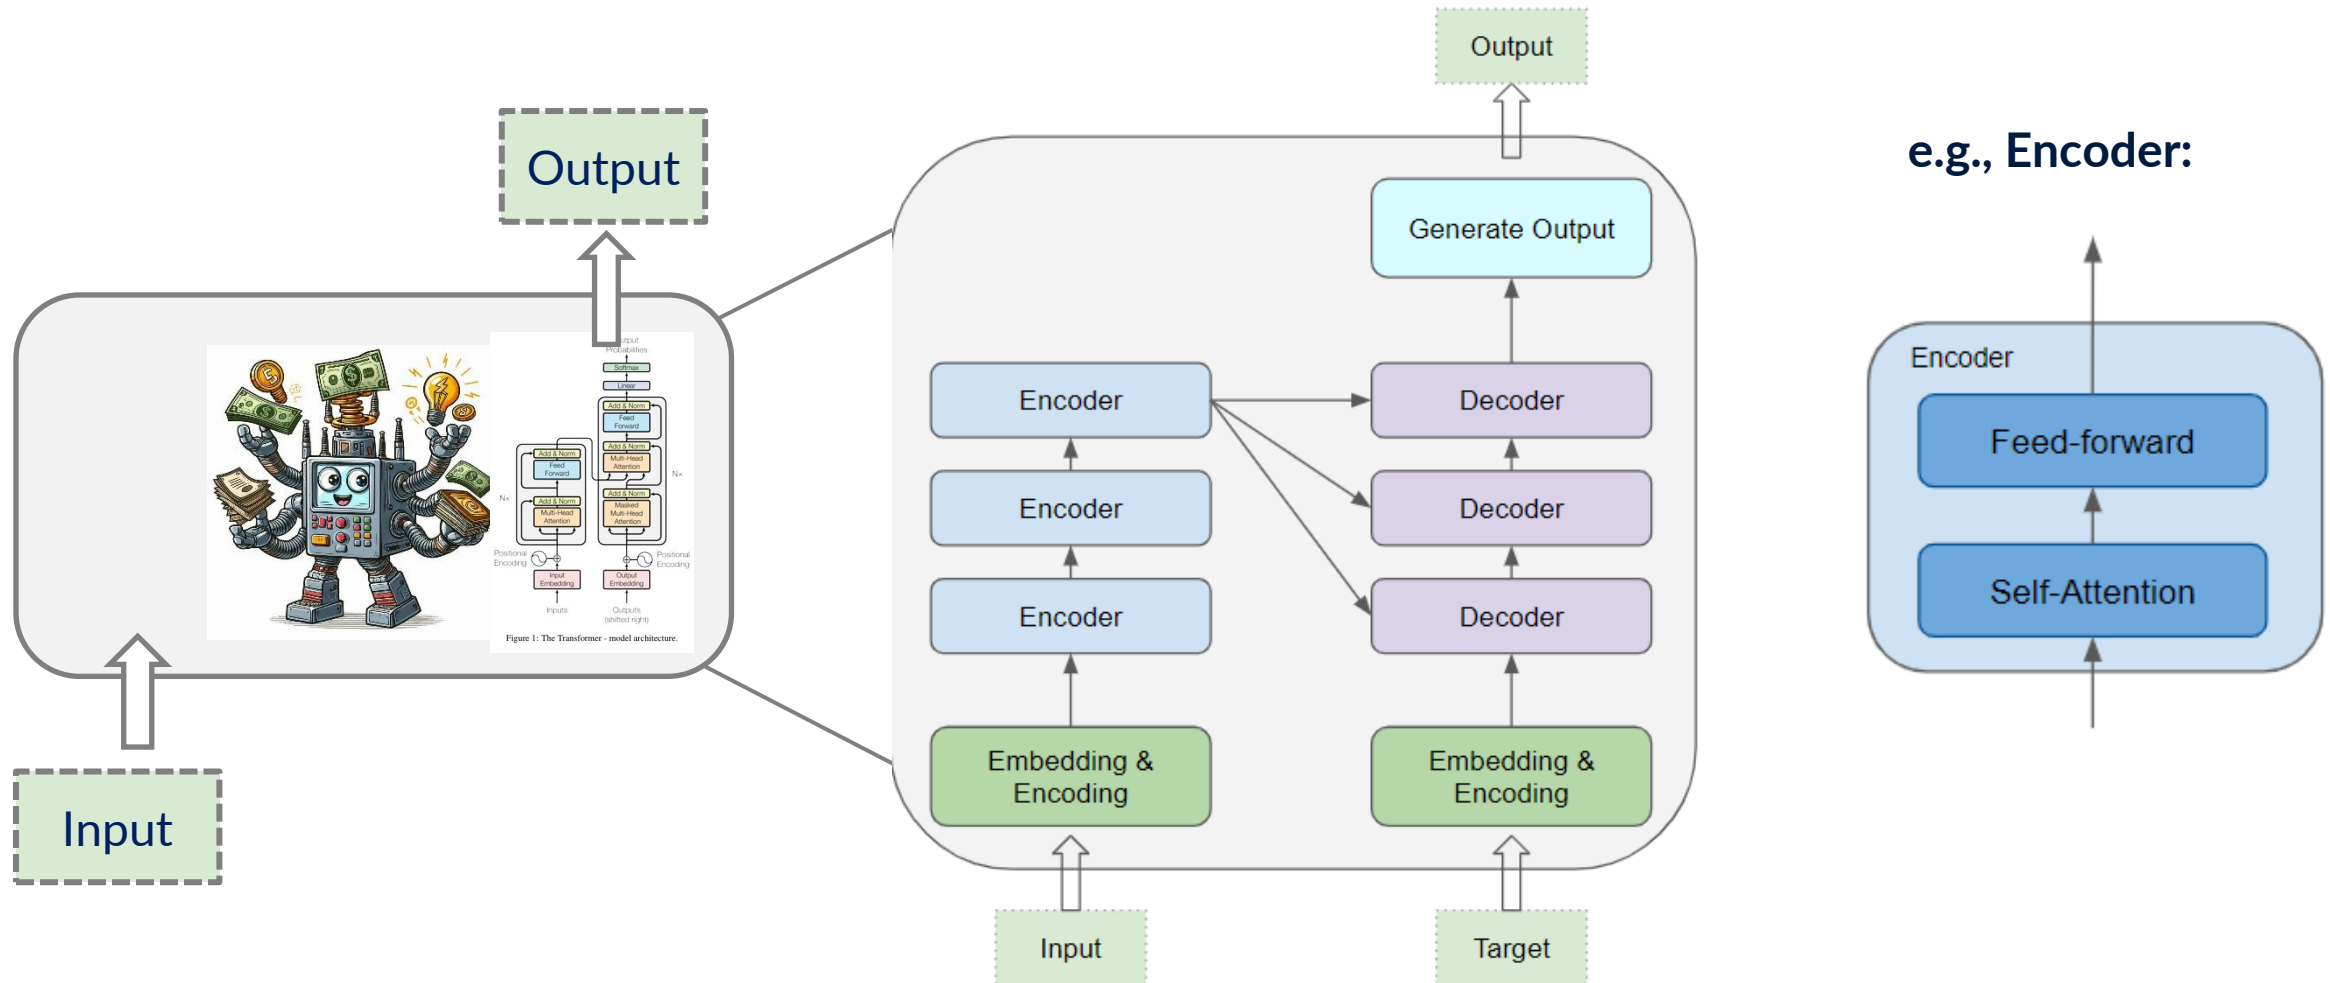 Output
Input
Output
Probabilities
Softmax
Linear
Add & Norm
Feed
Forward
Add & Norm
Multi-Head
Attention
Add & Norm
Masked
Multi-Head
Attention
Nx
Add & Norm
Feed
Forward
Add & Norm
Multi-Head
Attention
Nx
Positional
Encoding
Positional
Encoding
Input
Embedding
Output
Embedding
Inputs
Outputs
(shifted right)
Figure 1: The Transformer - model architecture.
Output
Generate Output
Encoder
Decoder
Encoder
Decoder
Encoder
Decoder
Embedding &
Encoding
Embedding &
Encoding
Input
Target
e.g., Encoder:
Encoder
Feed-forward
Self-Attention